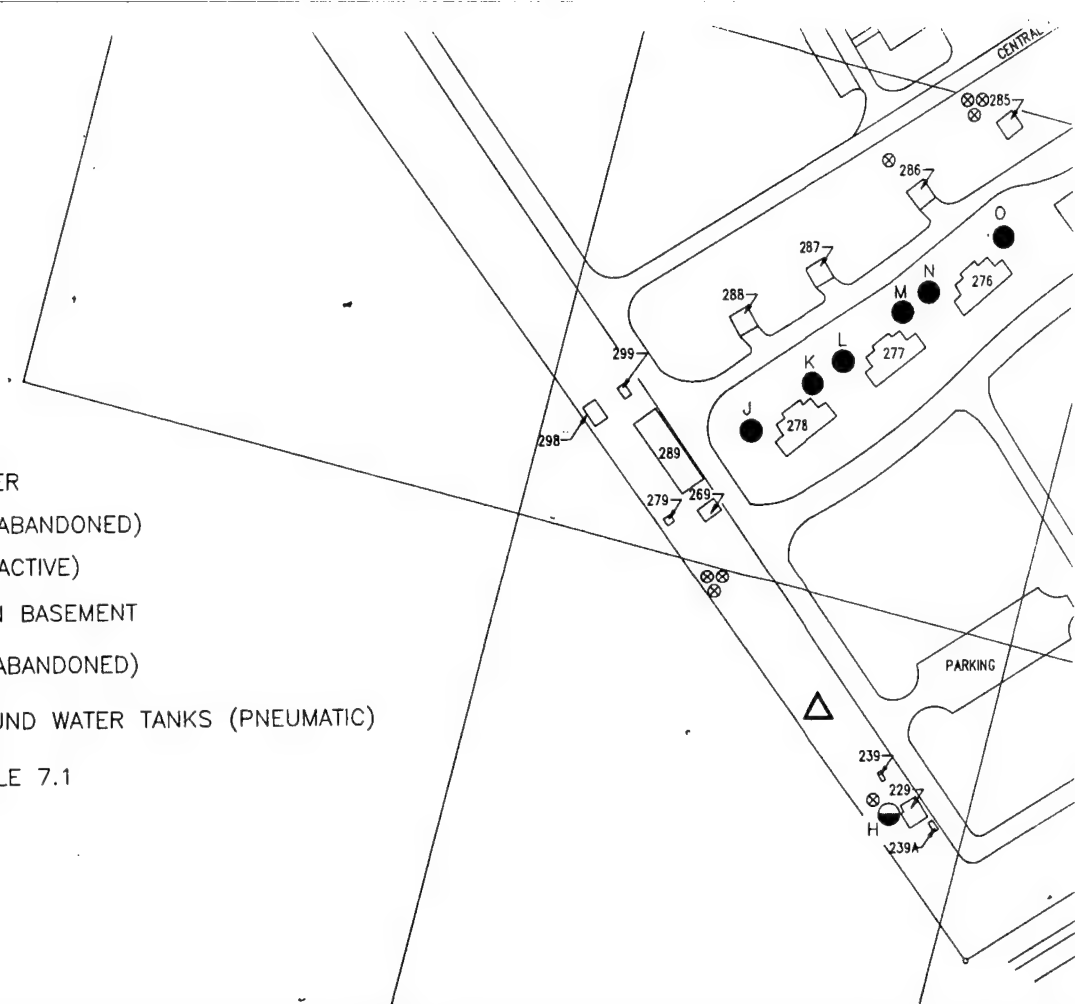 CENTRAL
285
286
O
287
N
276
288
M
L
277
299
K
J
278
298
289
279
269
ER
ABANDONED)
ACTIVE)
N BASEMENT
ABANDONED)
UND WATER TANKS (PNEUMATIC)
LE 7.1
PARKING
239
229
H
239A